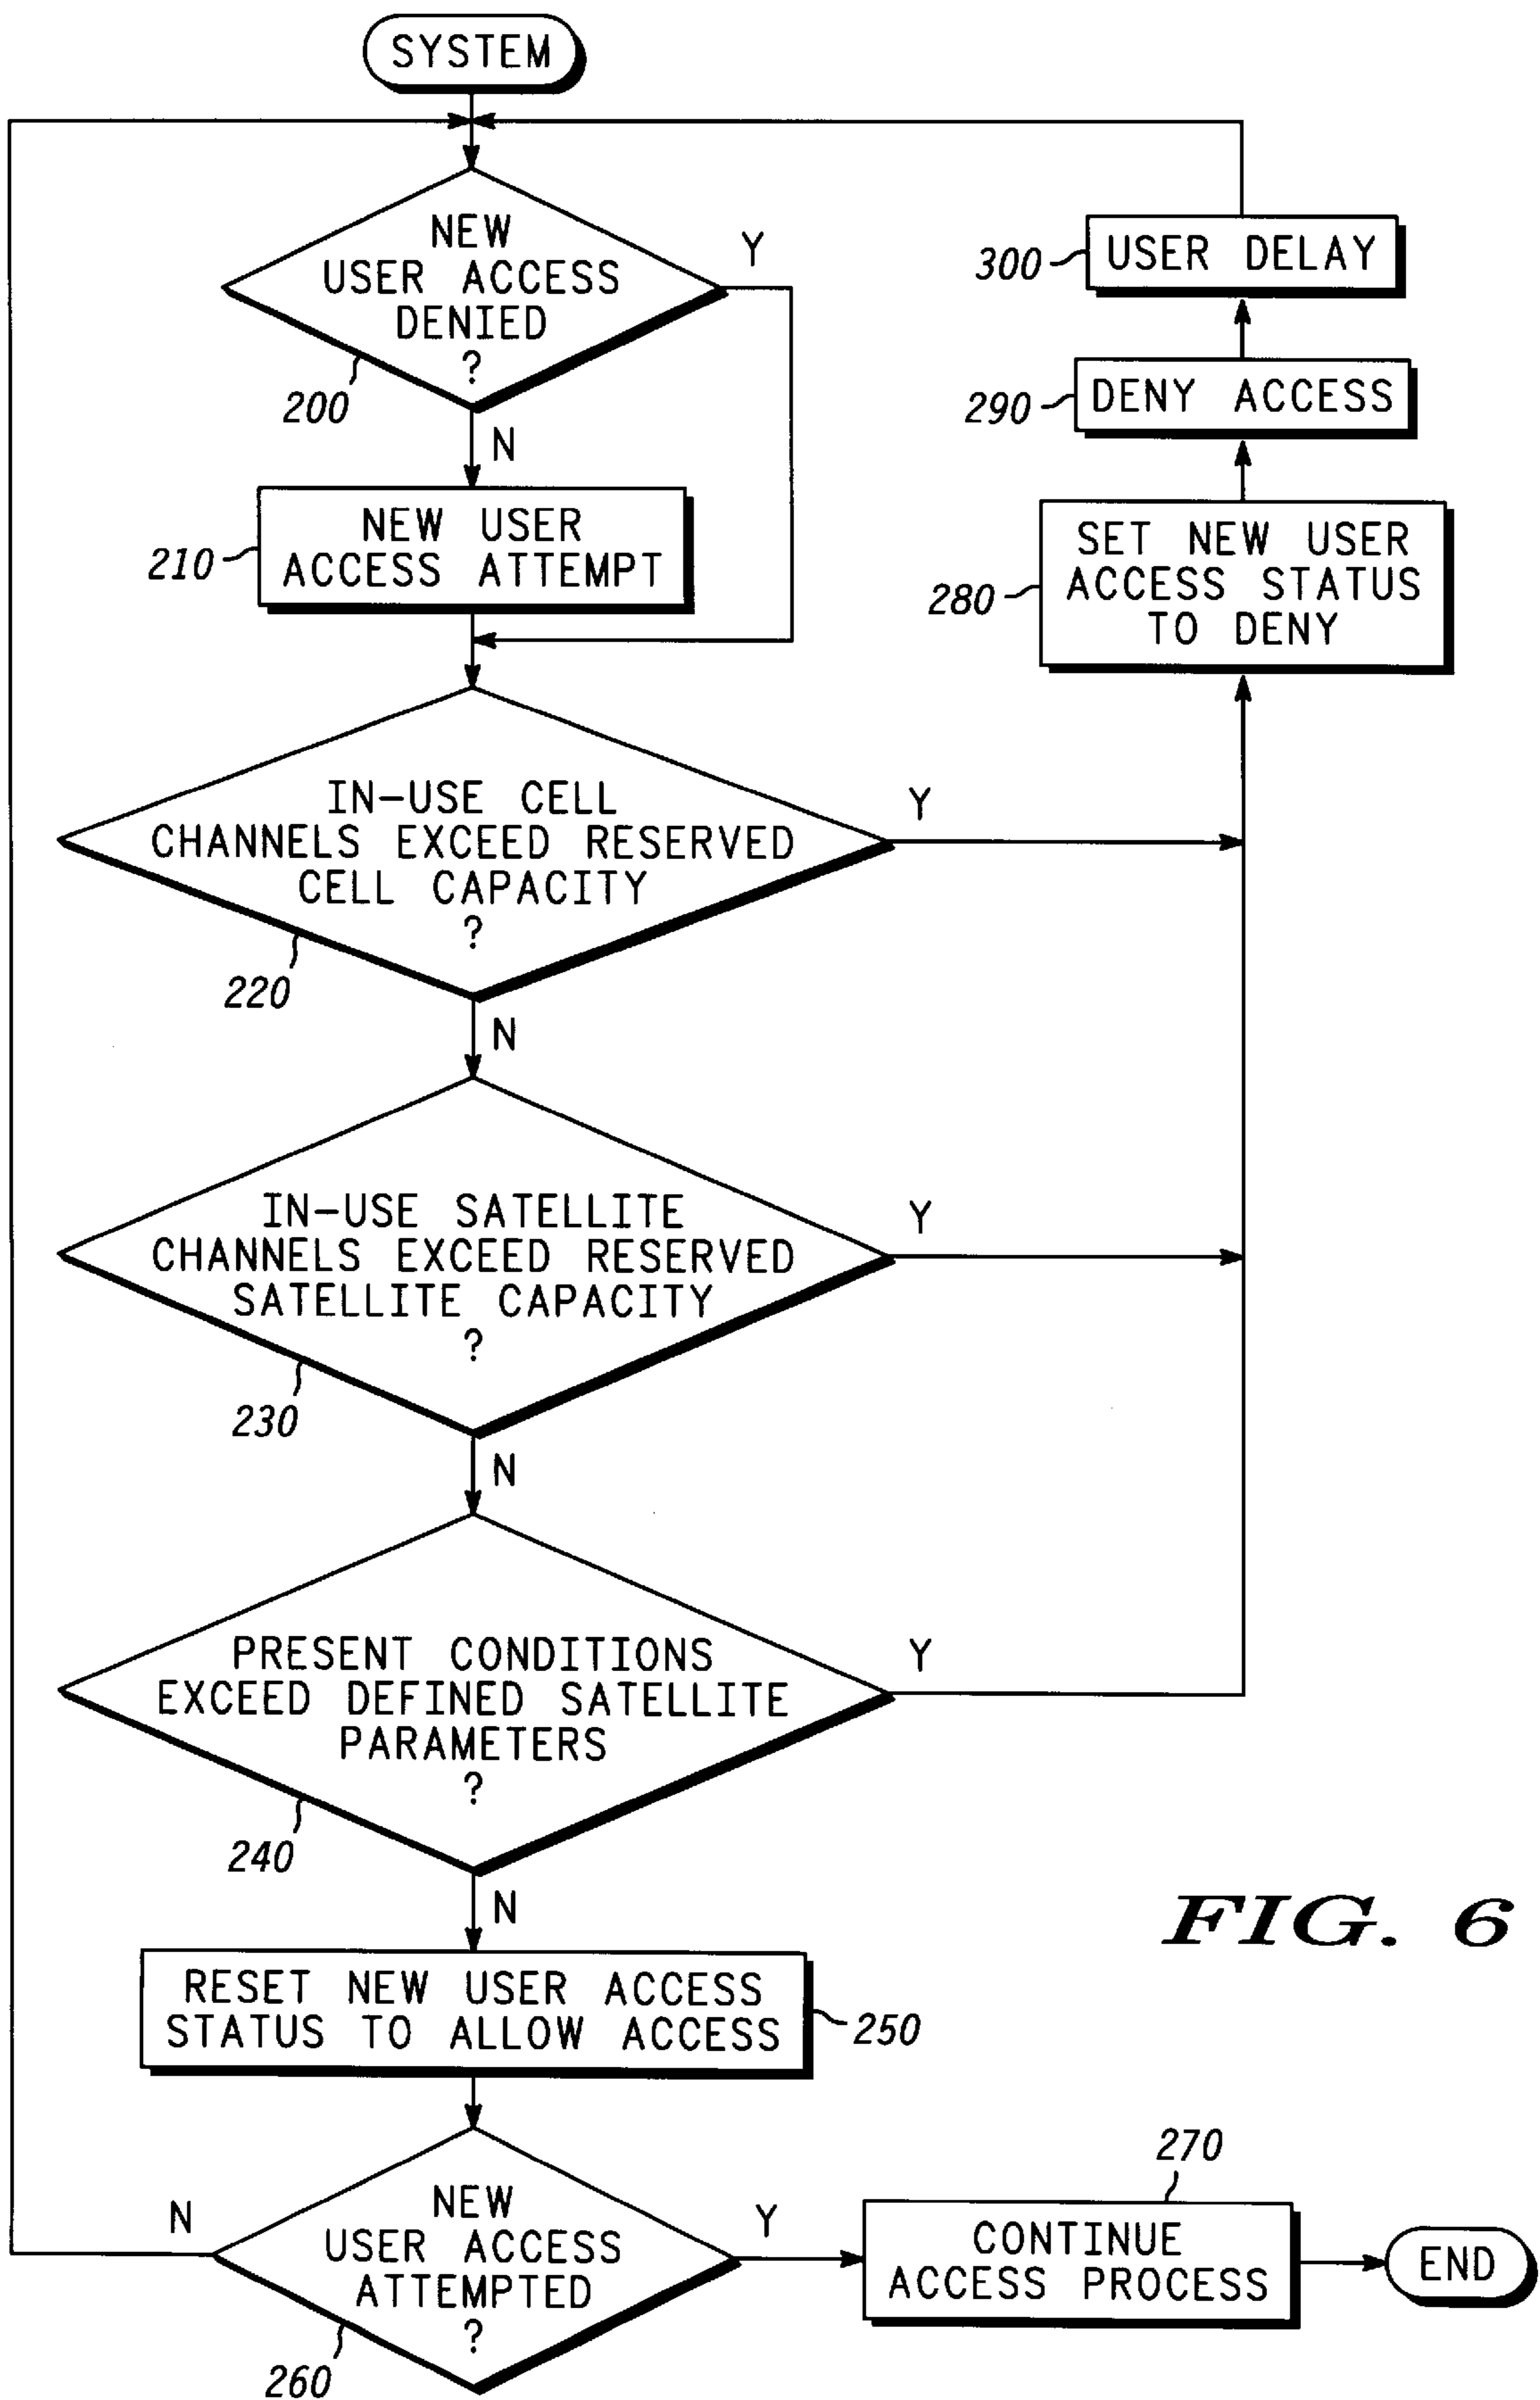 SYSTEM
NEW
USER ACCESS
DENIED
?
Y
200
N
NEW USER
ACCESS ATTEMPT
210
300
USER DELAY
290
DENY ACCESS
SET NEW USER
ACCESS STATUS
TO DENY
280
IN-USE CELL
CHANNELS EXCEED RESERVED
CELL CAPACITY
?
Y
220
N
IN-USE SATELLITE
CHANNELS EXCEED RESERVED
SATELLITE CAPACITY
?
Y
230
N
PRESENT CONDITIONS
EXCEED DEFINED SATELLITE
PARAMETERS
?
Y
240
N
FIG. 6
RESET NEW USER ACCESS
STATUS TO ALLOW ACCESS
250
N
NEW
USER ACCESS
ATTEMPTED
?
Y
260
270
CONTINUE
ACCESS PROCESS
END